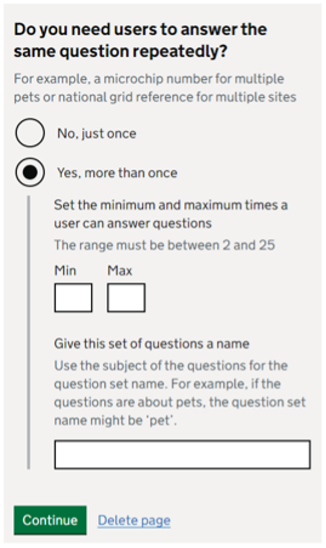 Do you need users to answer the
same question repeatedly?
For example, a microchip number for multiple
pets or national grid reference for multiple sites
No, just once
Yes, more than once
Set the minimum and maximum times a
user can answer questions
The range must be between 2 and 25
Min Max
Give this set of questions a name
Use the subject of the questions for the
question set name. For example, if the
questions are about pets, the question set
name might be 'pet'.
Continue Delete page